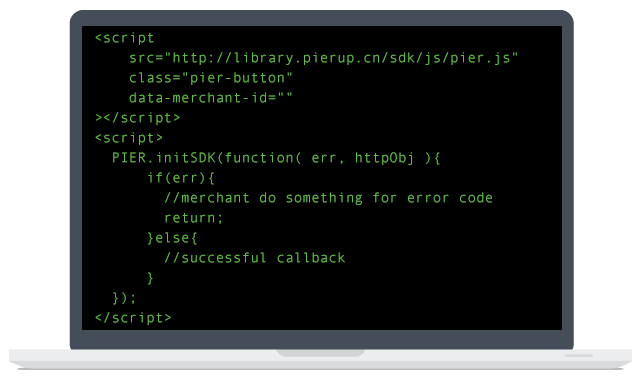 <script
src="http://library.pierup.cn/sdk/js/pier.js"
class="pier-button"
data-merchant-id=""
></script>
<script>
PIER.initSDK(function( err, httpObj ){
if(err){
//merchant do something for error code
return;
}else{
//successful callback
}
});
</script>